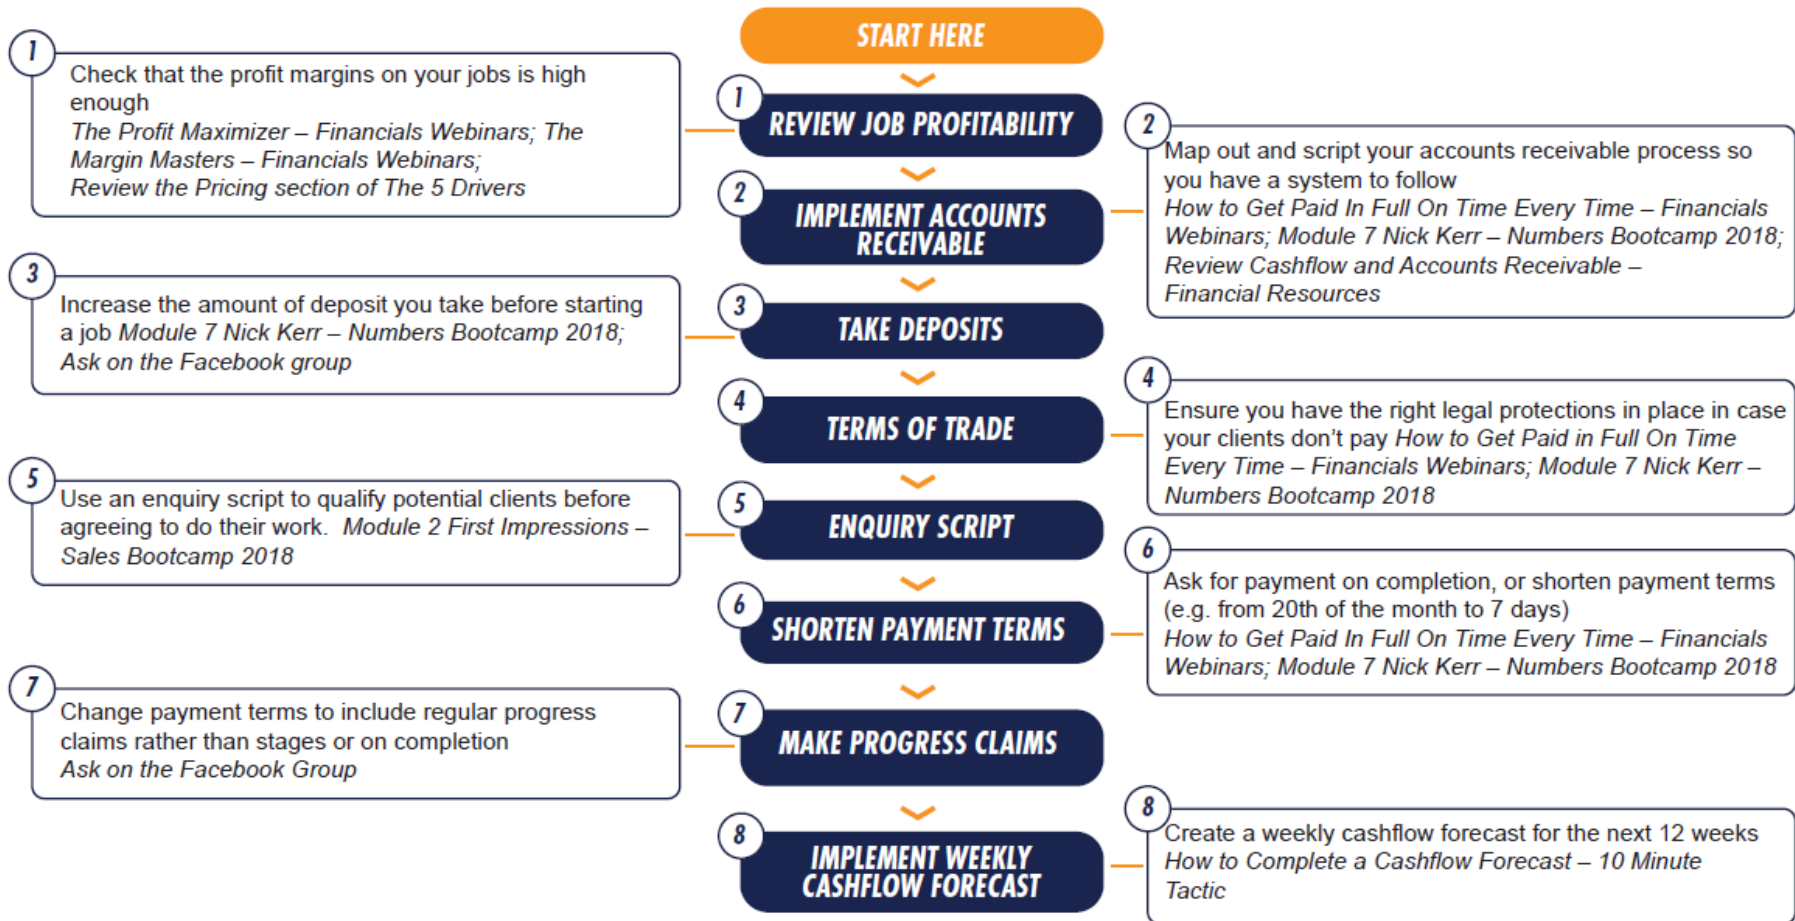 START HERE
1
Check that the profit margins on your jobs is high
enough
The Profit Maximizer – Financials Webinars; The
Margin Masters – Financials Webinars;
Review the Pricing section of The 5 Drivers
1
REVIEW JOB PROFITABILITY
2
Map out and script your accounts receivable process so
you have a system to follow
How to Get Paid In Full On Time Every Time – Financials
Webinars; Module 7 Nick Kerr – Numbers Bootcamp 2018;
Review Cashflow and Accounts Receivable –
Financial Resources
2
IMPLEMENT ACCOUNTS
RECEIVABLE
3
Increase the amount of deposit you take before starting
a job Module 7 Nick Kerr – Numbers Bootcamp 2018;
Ask on the Facebook group
3
TAKE DEPOSITS
4
Ensure you have the right legal protections in place in case
your clients don’t pay How to Get Paid in Full On Time
Every Time – Financials Webinars; Module 7 Nick Kerr –
Numbers Bootcamp 2018
4
TERMS OF TRADE
5
Use an enquiry script to qualify potential clients before
agreeing to do their work. Module 2 First Impressions –
Sales Bootcamp 2018
5
ENQUIRY SCRIPT
6
Ask for payment on completion, or shorten payment terms
(e.g. from 20th of the month to 7 days)
How to Get Paid In Full On Time Every Time – Financials
Webinars; Module 7 Nick Kerr – Numbers Bootcamp 2018
6
SHORTEN PAYMENT TERMS
7
Change payment terms to include regular progress
claims rather than stages or on completion
Ask on the Facebook Group
7
MAKE PROGRESS CLAIMS
8
Create a weekly cashflow forecast for the next 12 weeks
How to Complete a Cashflow Forecast – 10 Minute
Tactic
8
IMPLEMENT WEEKLY
CASHFLOW FORECAST